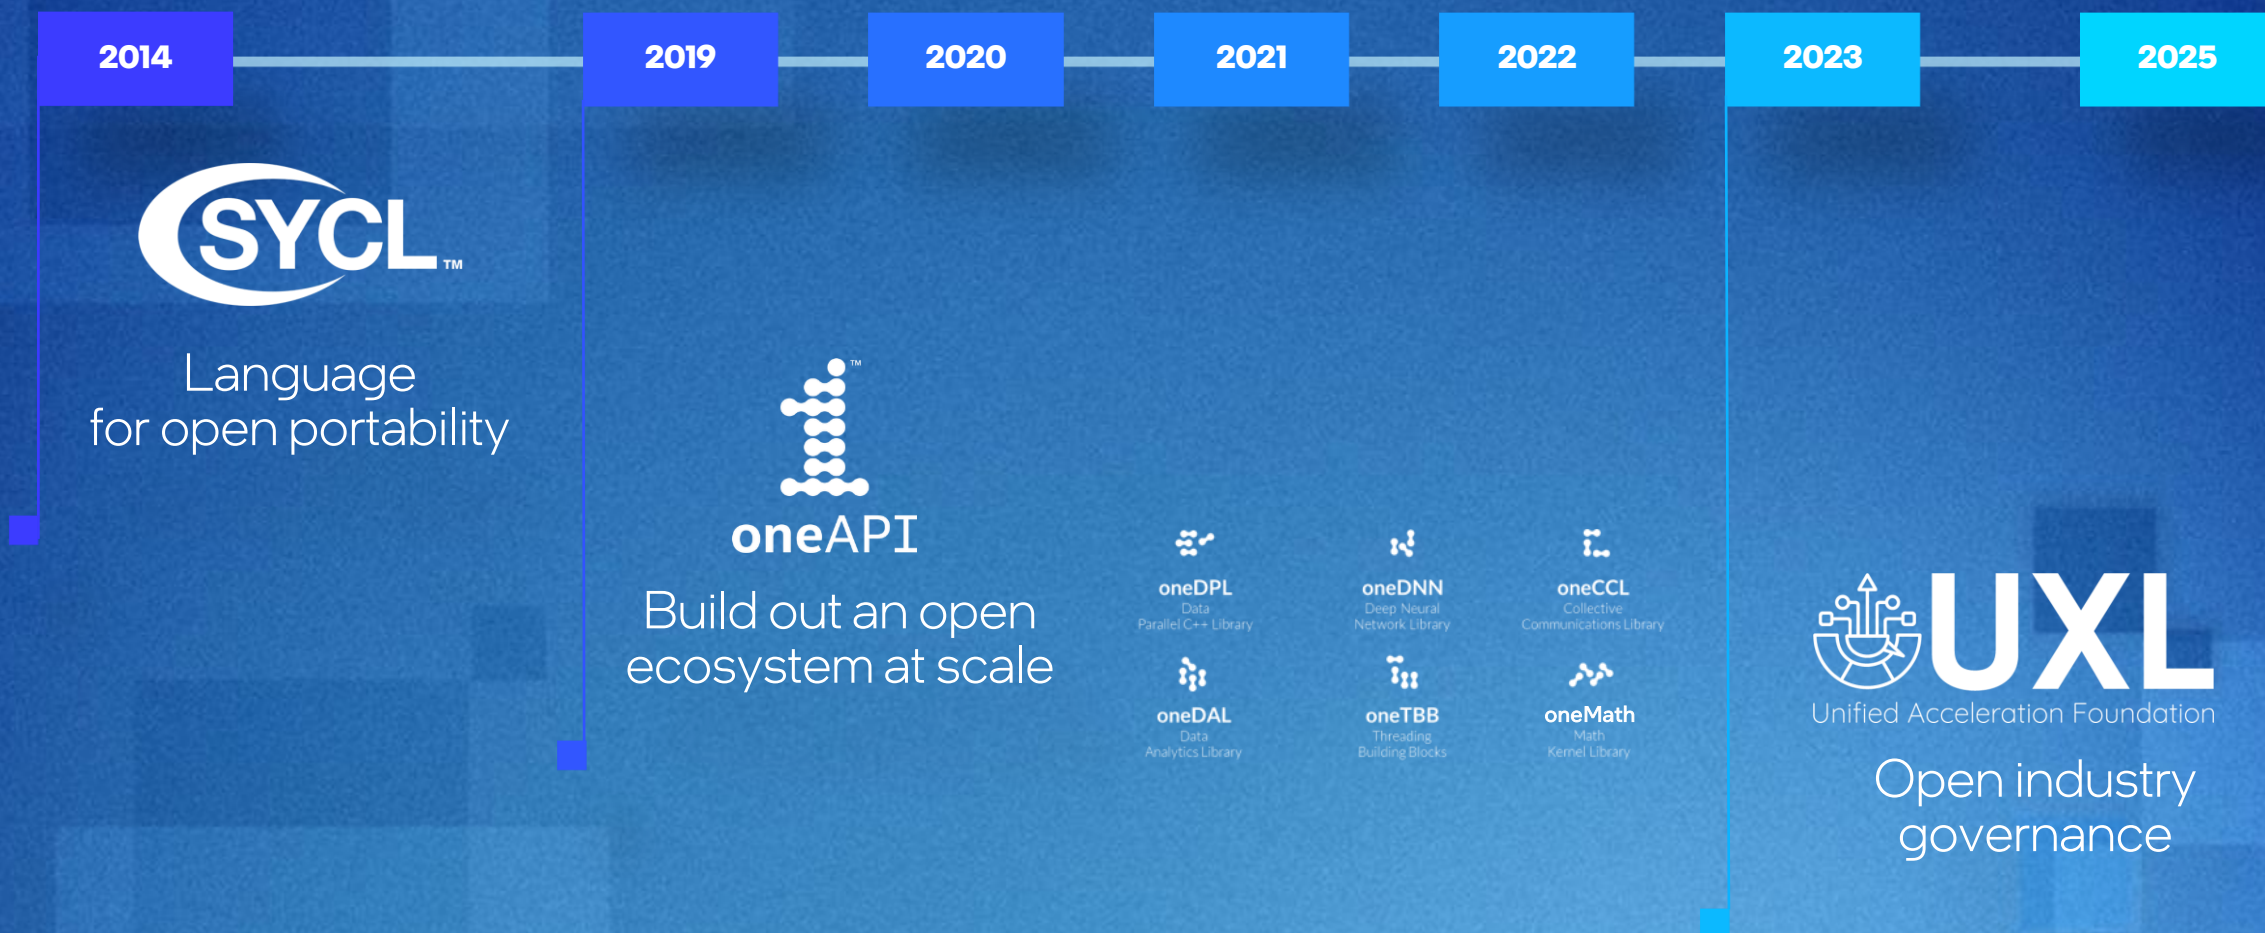 2014
2019
2020
2021
2022
2023
2025
SYCL™
Language
for open portability
™
oneAPI
Build out an open
ecosystem at scale
oneDPL
Data
Parallel C++ Library
oneDNN
Deep Neural
Network Library
oneCCL
Collective
Communications Library
oneDAL
Data
Analytics Library
oneTBB
Threading
Building Blocks
oneMath
Math
Kernel Library
UXL
Unified Acceleration Foundation
Open industry
governance